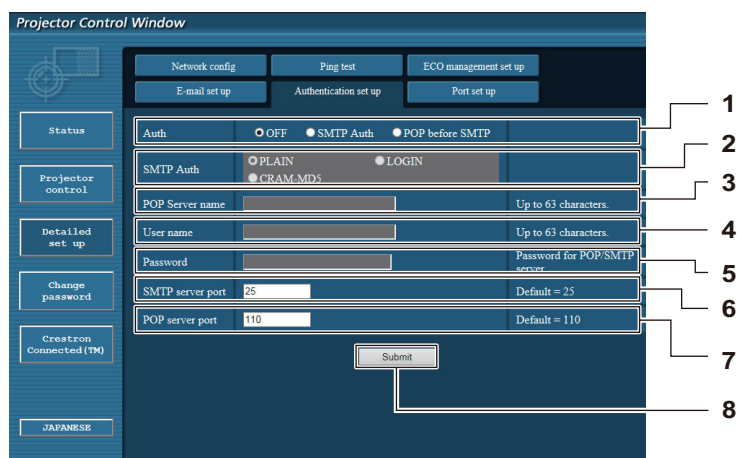 Projector Control Window
Network config Ping test ECO management set up
E-mail set up Authentication set up Port set up
Status
Projector control
Detailed set up
Change password
Crestron Connected(TM)
JAPANESE
Auth OFF SMTP Auth POP before SMTP 1
SMTP Auth PLAIN LOGIN 2
CRAM-MD5
POP Server name Up to 63 characters. 3
User name Up to 63 characters. 4
Password Password for POP/SMTP server 5
SMTP server port 25 Default = 25 6
POP server port 110 Default = 110 7
Submit 8